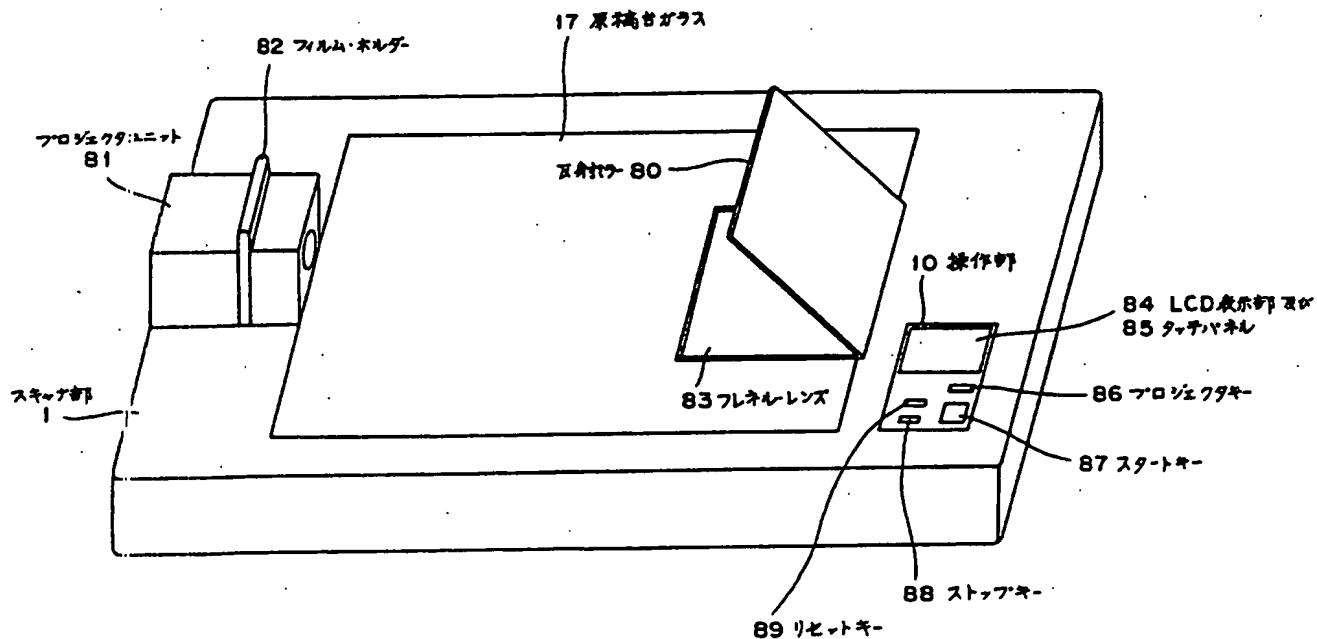 17 原稿台ガラス
82 フィルム・ホルダー
プロジェクタユニット
81
反射ミラー 80
10 操作部
84 LCD表示部 及び
85 タッチパネル
スキャナ部
1
83 フレネル・レンズ
86 プロジェクタキー
87 スタートキー
88 ストップキー
89 リセットキー